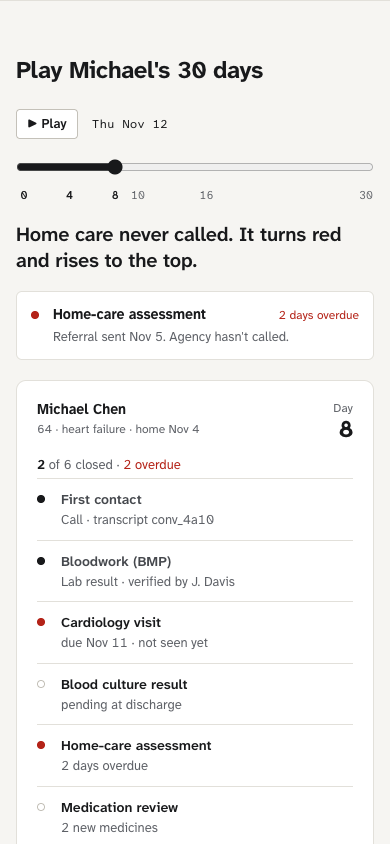 Play Michael's 30 days
▶ Play Thu Nov 12
0 4 8 10 16 30
Home care never called. It turns red
and rises to the top.
Home-care assessment 2 days overdue
Referral sent Nov 5. Agency hasn't called.
Michael Chen Day
64 · heart failure · home Nov 4 8
2 of 6 closed · 2 overdue
First contact
Call · transcript conv_4a10
Bloodwork (BMP)
Lab result · verified by J. Davis
Cardiology visit
due Nov 11 · not seen yet
Blood culture result
pending at discharge
Home-care assessment
2 days overdue
Medication review
2 new medicines